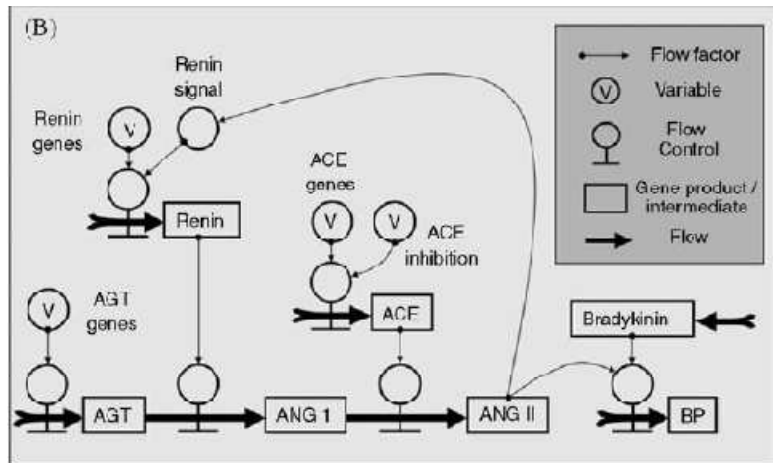 (B)
Renin
signal
Renin
genes
V
Renin
ACE
genes
V
V
ACE
inhibition
ACE
AGT
genes
V
AGT
ANG 1
ANG II
Bradykinin
BP
Flow factor
V
Variable
Flow
Control
Gene product /
intermediate
Flow